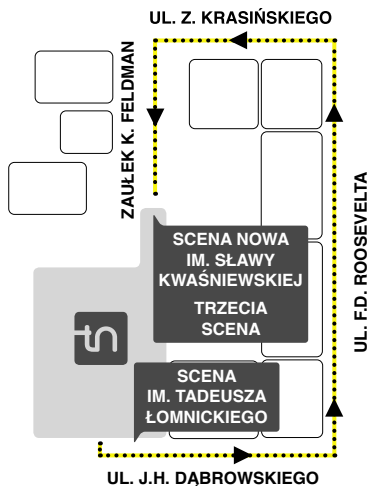 UL. Z. KRASIŃSKIEGO
ZAUŁEK K. FELDMAN
UL. F.D. ROOSEVELTA
SCENA NOWA
IM. SŁAWY
KWAŚNIEWSKIEJ
TRZECIA
SCENA
SCENA
IM. TADEUSZA
ŁOMNICKIEGO
UL. J.H. DĄBROWSKIEGO